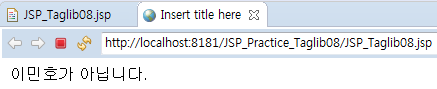 JSP_Taglib08.jsp Insert title here
http://localhost:8181/JSP_Practice_Taglib08/JSP_Taglib08.jsp
이민호가 아닙니다.